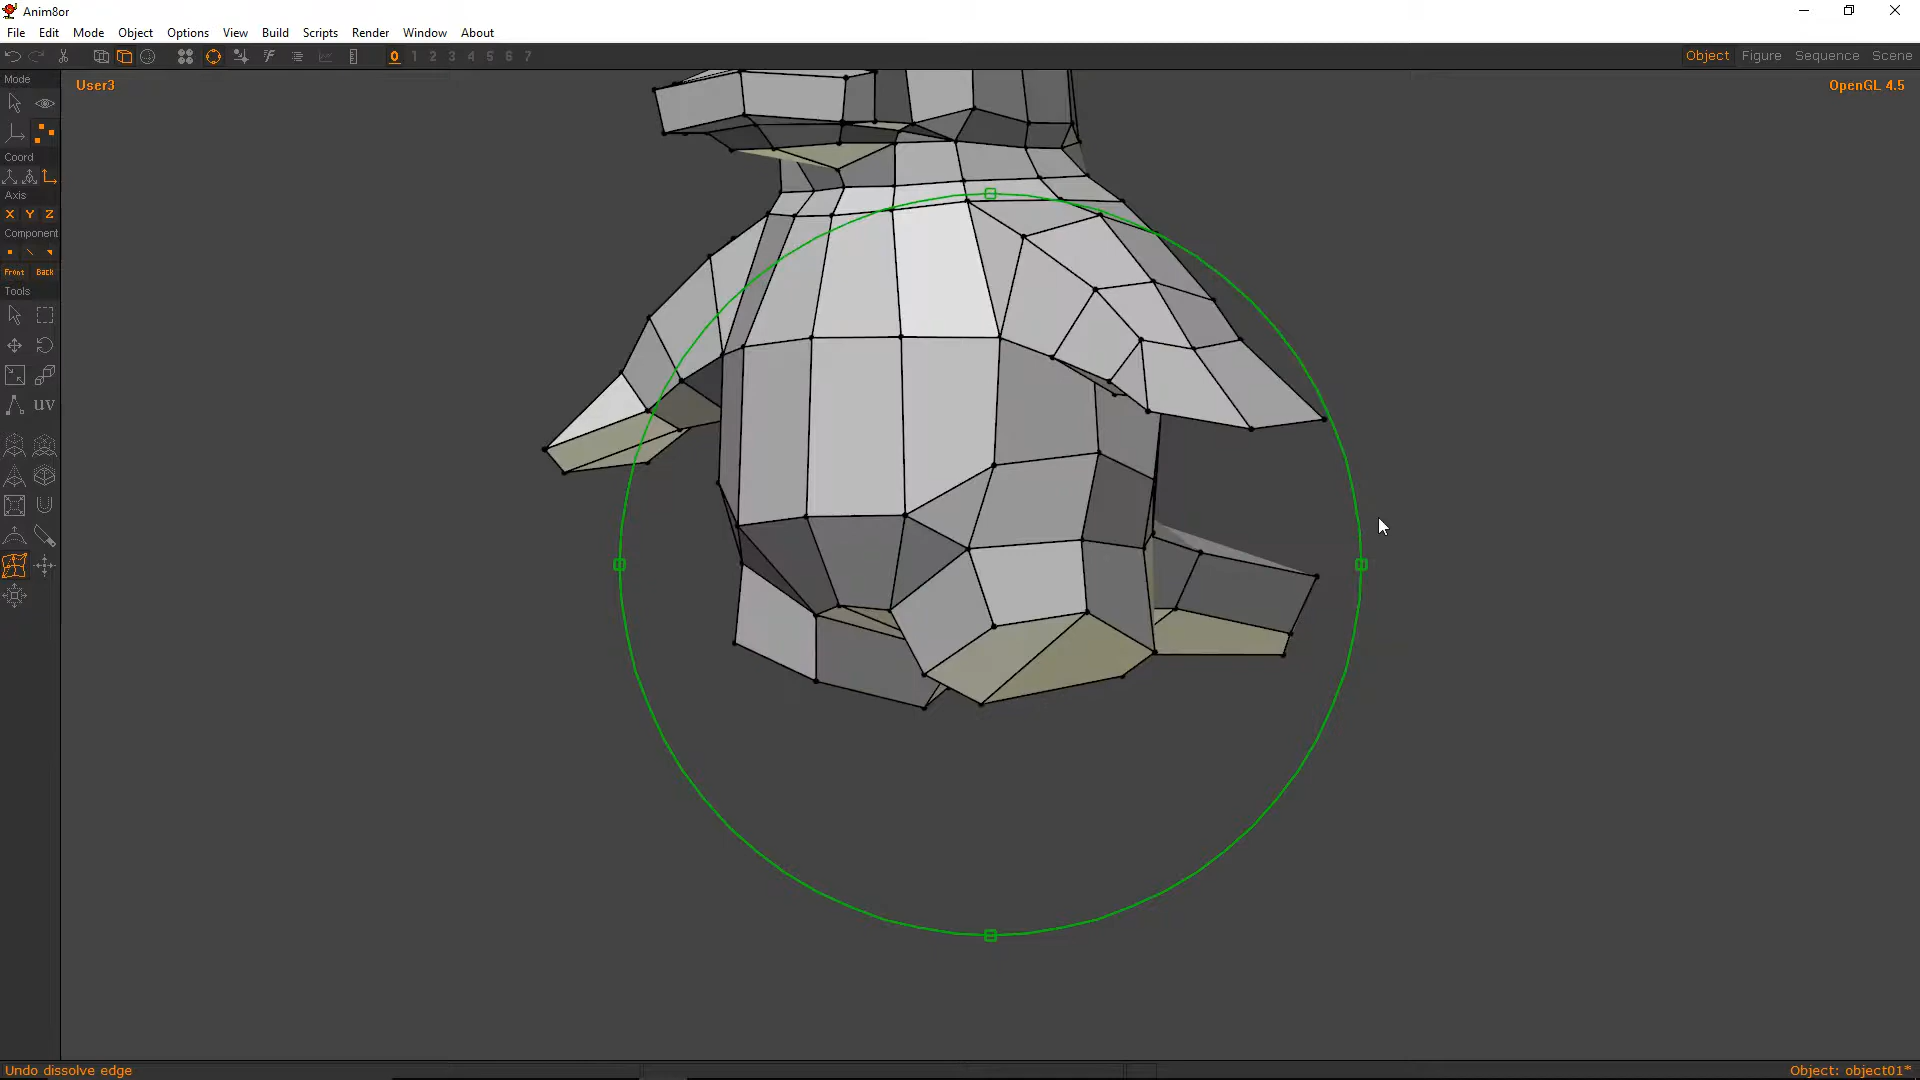 Anim8or
File Edit Mode Object Options View Build Scripts Render Window About
0 1 2 3 4 5 6 7
Object Figure Sequence Scene
Mode
User3
OpenGL 4.5
Coord
Axis
X Y Z
Component
Front Back
Tools
UV
Undo dissolve edge
Object: object01*